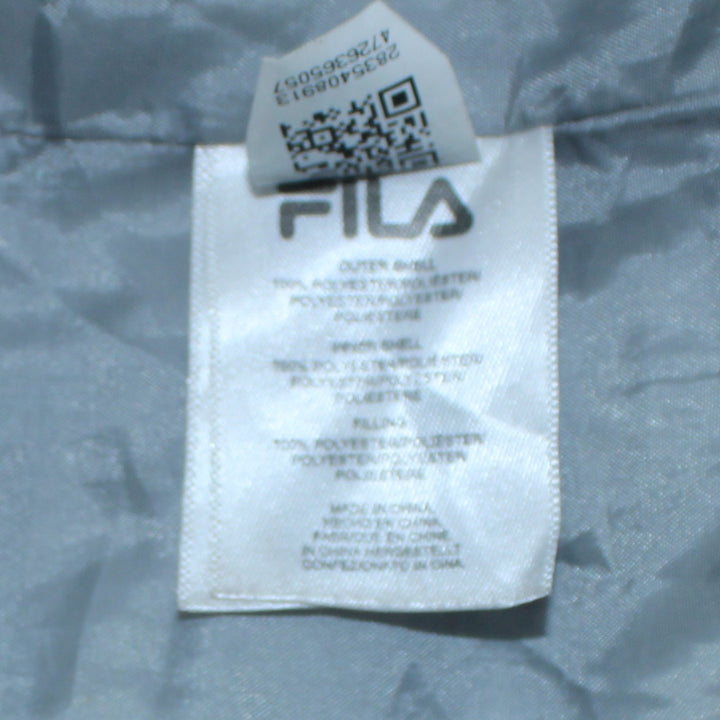 2835408913
4726365057
FILA
OUTER SHELL
100% POLYESTER/POLIESTER/
POLYESTER/POLYESTER/
POLIESTERE
INNER SHELL
100% POLYESTER/POLIESTER/
POLYESTER/POLYESTER/
POLIESTERE
FILLING
100% POLYESTER/POLIESTER/
POLYESTER/POLYESTER/
POLIESTERE
MADE IN CHINA
HECHO EN CHINA
FABRIQUE EN CHINE
IN CHINA HERGESTELLT
CONFEZIONATO IN CINA